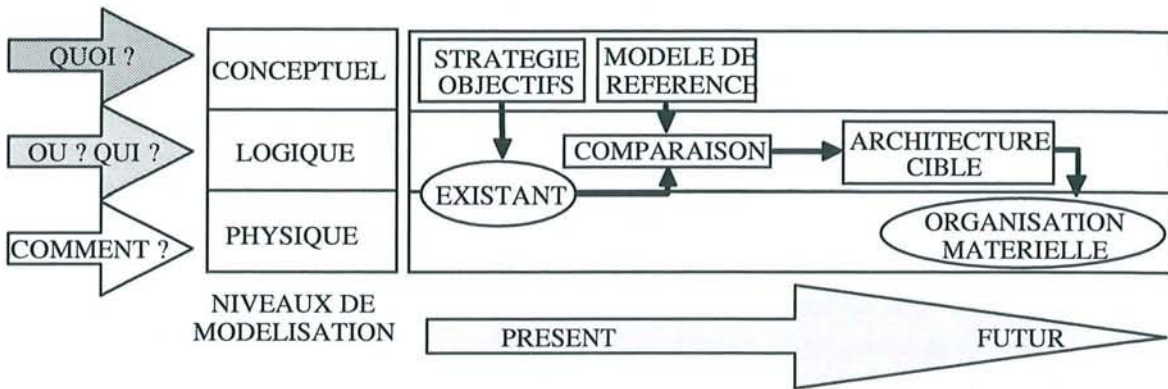 QUOI ?
CONCEPTUEL
STRATEGIE
OBJECTIFS
MODELE DE
REFERENCE
OU ? QUI ?
LOGIQUE
COMPARAISON
ARCHITECTURE
CIBLE
EXISTANT
COMMENT ?
PHYSIQUE
ORGANISATION
MATERIELLE
NIVEAUX DE
MODELISATION
PRESENT
FUTUR